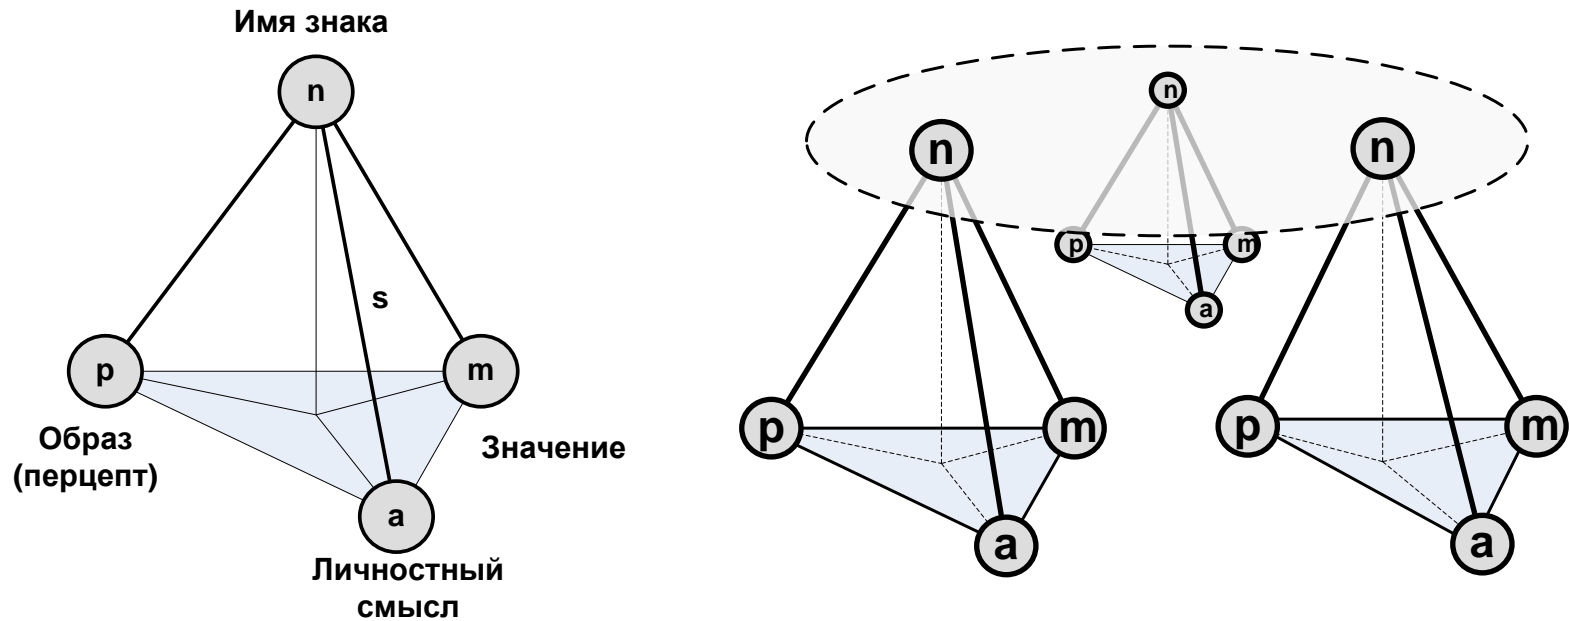 Имя знака
n
s
p
m
Образ
(перцепт)
Значение
a
Личностный
смысл
n
n
n
p
m
a
p
m
p
m
a
a